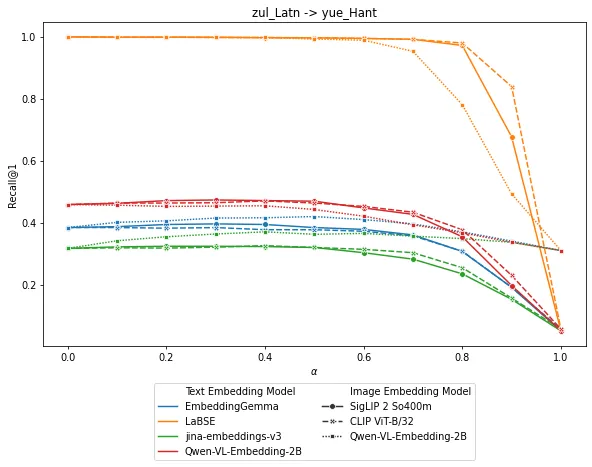 zul_Latn -> yue_Hant
Recall@1
1.0
0.8
0.6
0.4
0.2
0.0 0.2 0.4 0.6 0.8 1.0
α
Text Embedding Model Image Embedding Model
EmbeddingGemma SigLIP 2 So400m
LaBSE CLIP ViT-B/32
jina-embeddings-v3 Qwen-VL-Embedding-2B
Qwen-VL-Embedding-2B